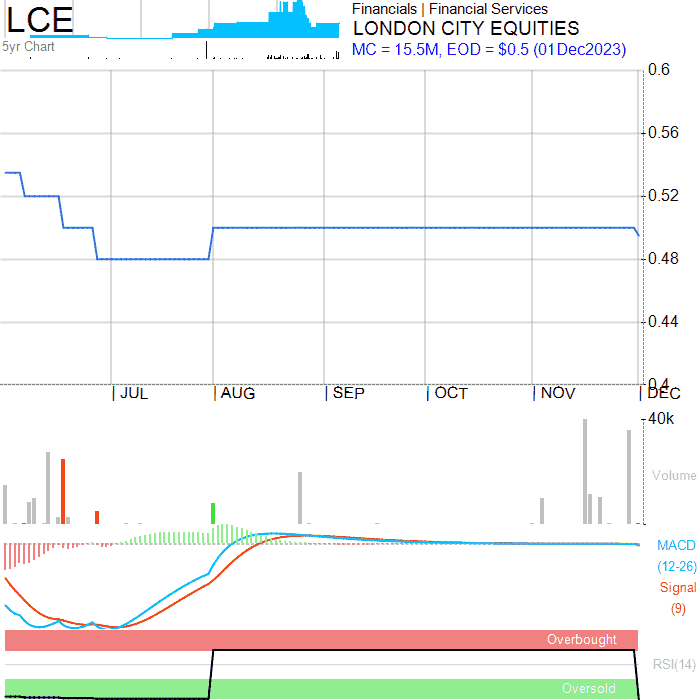 LCE
5yr Chart
Financials | Financial Services
LONDON CITY EQUITIES
MC = 15.5M, EOD = $0.5 (01Dec2023)
0.6
0.56
0.52
0.48
0.44
0.4
JUL AUG SEP OCT NOV DEC
40k
Volume
MACD
(12-26)
Signal
(9)
Overbought
RSI(14)
Oversold